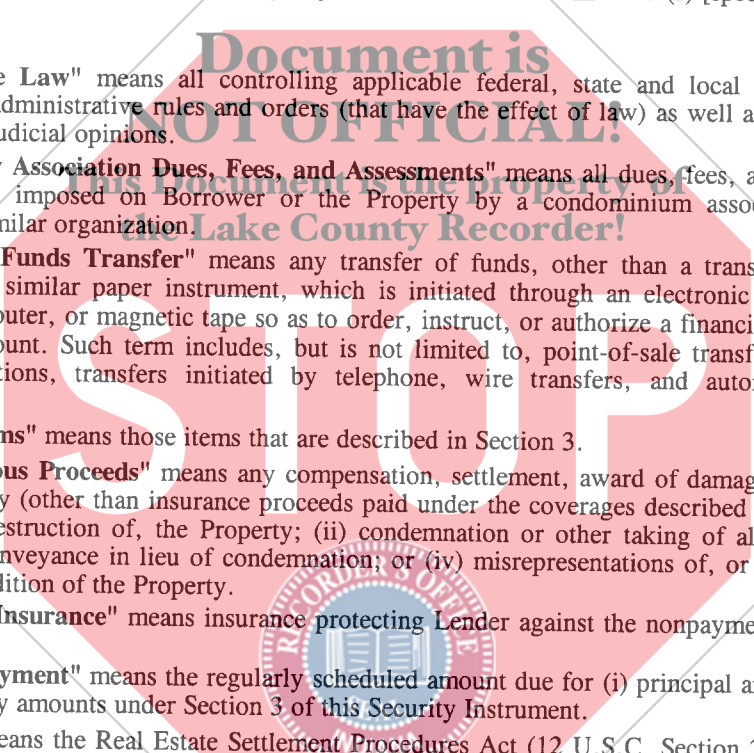 Document is
e Law" means all controlling applicable federal, state and local
administrative rules and orders (that have the effect of law) as well a
NOT OFFICIAL!
udicial opinions.
Association Dues, Fees, and Assessments" means all dues, fees, a
This Document is the property of
imposed on Borrower or the Property by a condominium asso
milar organization.
the Lake County Recorder!
Funds Transfer" means any transfer of funds, other than a trans
similar paper instrument, which is initiated through an electronic
puter, or magnetic tape so as to order, instruct, or authorize a financi
ount. Such term includes, but is not limited to, point-of-sale transf
tions, transfers initiated by telephone, wire transfers, and auto
STOP
ms" means those items that are described in Section 3.
ous Proceeds" means any compensation, settlement, award of damag
y (other than insurance proceeds paid under the coverages described
estruction of, the Property; (ii) condemnation or other taking of al
nveyance in lieu of condemnation; or (iv) misrepresentations of, or
dition of the Property.
RECORDER'S OFFICE
Insurance" means insurance protecting Lender against the nonpayme
yment" means the regularly scheduled amount due for (i) principal a
y amounts under Section 3 of this Security Instrument.
eans the Real Estate Settlement Procedures Act (12 U.S.C. Section